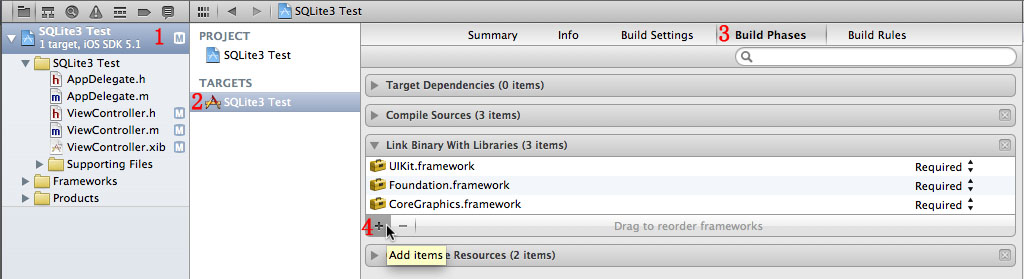 SQLite3 Test
SQLite3 Test
1 target, iOS SDK 5.1
1
M
SQLite3 Test
AppDelegate.h
AppDelegate.m
ViewController.h
M
ViewController.m
M
ViewController.xib
M
Supporting Files
Frameworks
Products
PROJECT
SQLite3 Test
TARGETS
2 SQLite3 Test
Summary
Info
Build Settings
3 Build Phases
Build Rules
Target Dependencies (0 items)
Compile Sources (3 items)
Link Binary With Libraries (3 items)
UIKit.framework
Required
Foundation.framework
Required
CoreGraphics.framework
Required
4 + −
Drag to reorder frameworks
Add items
e Resources (2 items)